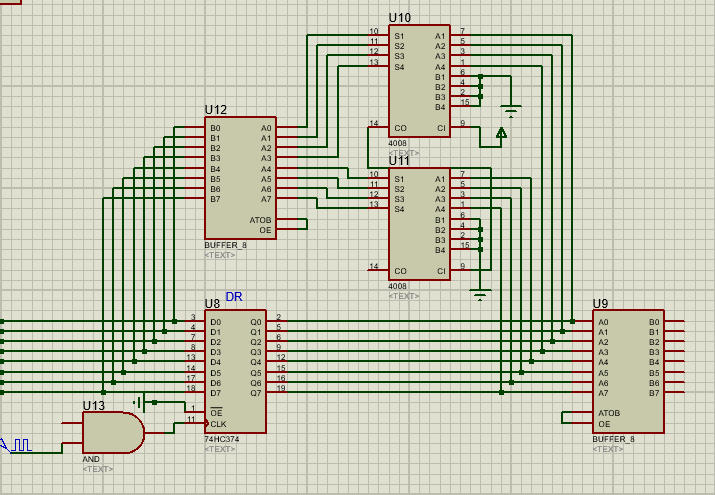 U10
10 S1 A1 7
11 S2 A2 5
12 S3 A3 3
13 S4 A4 1
B1 6
B2 4
B3 2
B4 15
14 CO CI 9
4008
<TEXT>
U12
B0 A0
B1 A1
B2 A2
B3 A3
B4 A4
B5 A5
B6 A6
B7 A7
ATOB
OE
BUFFER_8
<TEXT>
U11
10 S1 A1 7
11 S2 A2 5
12 S3 A3 3
13 S4 A4 1
B1 6
B2 4
B3 2
B4 15
14 CO CI 9
4008
<TEXT>
DR
U8
3 D0 Q0 2
4 D1 Q1 5
7 D2 Q2 6
8 D3 Q3 9
13 D4 Q4 12
14 D5 Q5 15
17 D6 Q6 16
18 D7 Q7 19
1 OE
11 CLK
74HC374
<TEXT>
U13
AND
<TEXT>
U9
A0 B0
A1 B1
A2 B2
A3 B3
A4 B4
A5 B5
A6 B6
A7 B7
ATOB
OE
BUFFER_8
<TEXT>